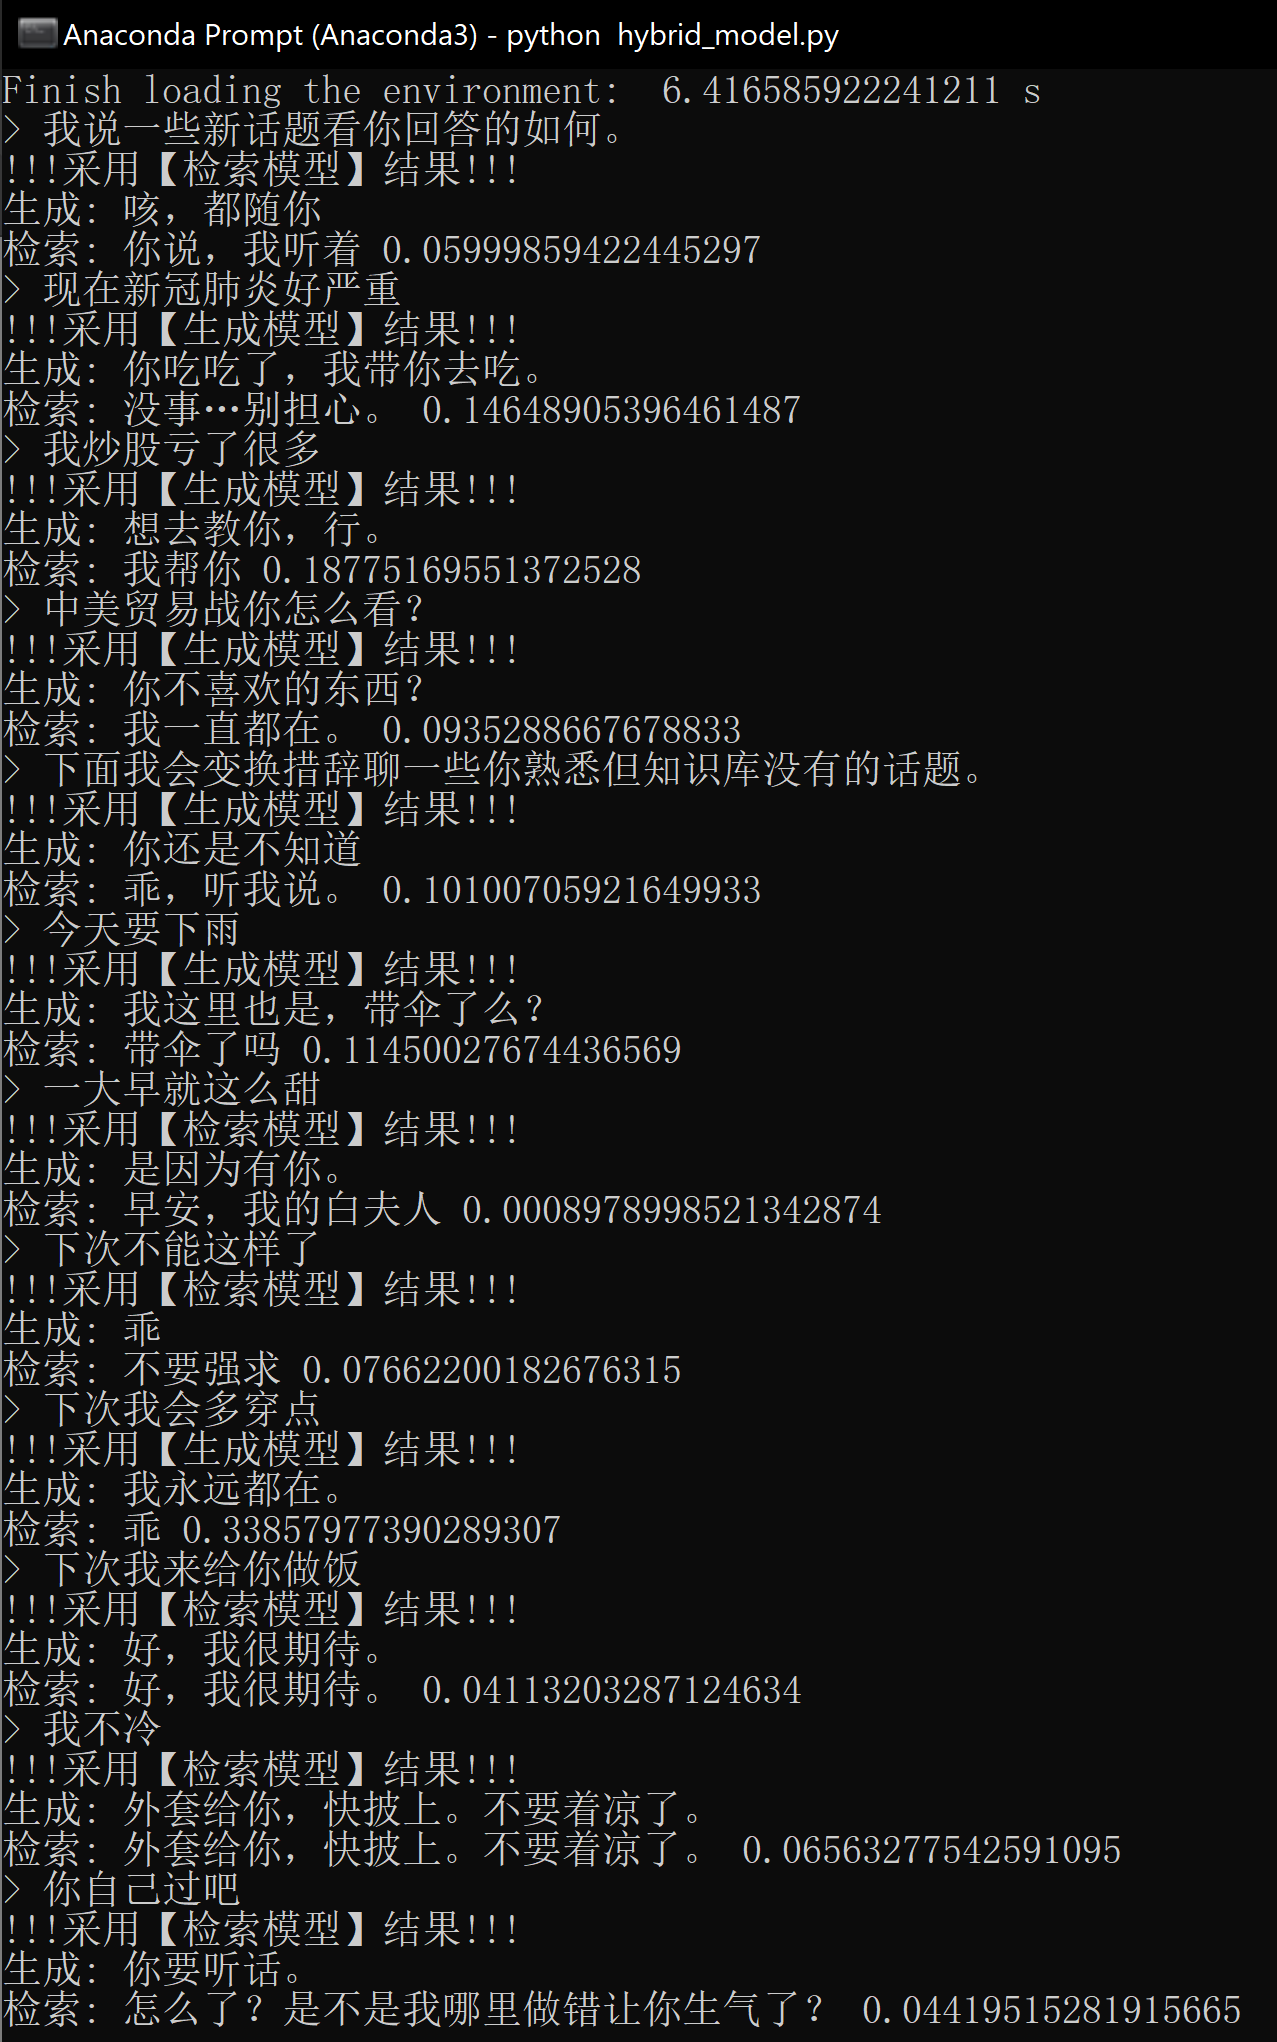 Anaconda Prompt (Anaconda3) - python  hybrid_model.py
Finish loading the environment:  6.416585922241211 s
> 我说一些新话题看你回答的如何。
!!!采用【检索模型】结果!!!
生成: 咳，都随你
检索: 你说，我听着 0.05999859422445297
> 现在新冠肺炎好严重
!!!采用【生成模型】结果!!!
生成: 你吃吃了，我带你去吃。
检索: 没事…别担心。 0.14648905396461487
> 我炒股亏了很多
!!!采用【生成模型】结果!!!
生成: 想去教你，行。
检索: 我帮你 0.18775169551372528
> 中美贸易战你怎么看？
!!!采用【生成模型】结果!!!
生成: 你不喜欢的东西？
检索: 我一直都在。 0.0935288667678833
> 下面我会变换措辞聊一些你熟悉但知识库没有的话题。
!!!采用【生成模型】结果!!!
生成: 你还是不知道
检索: 乖，听我说。 0.10100705921649933
> 今天要下雨
!!!采用【生成模型】结果!!!
生成: 我这里也是，带伞了么？
检索: 带伞了吗 0.11450027674436569
> 一大早就这么甜
!!!采用【检索模型】结果!!!
生成: 是因为有你。
检索: 早安，我的白夫人 0.0008978998521342874
> 下次不能这样了
!!!采用【检索模型】结果!!!
生成: 乖
检索: 不要强求 0.07662200182676315
> 下次我会多穿点
!!!采用【生成模型】结果!!!
生成: 我永远都在。
检索: 乖 0.33857977390289307
> 下次我来给你做饭
!!!采用【检索模型】结果!!!
生成: 好，我很期待。
检索: 好，我很期待。 0.04113203287124634
> 我不冷
!!!采用【检索模型】结果!!!
生成: 外套给你，快披上。不要着凉了。
检索: 外套给你，快披上。不要着凉了。 0.06563277542591095
> 你自己过吧
!!!采用【检索模型】结果!!!
生成: 你要听话。
检索: 怎么了？是不是我哪里做错让你生气了？ 0.04419515281915665